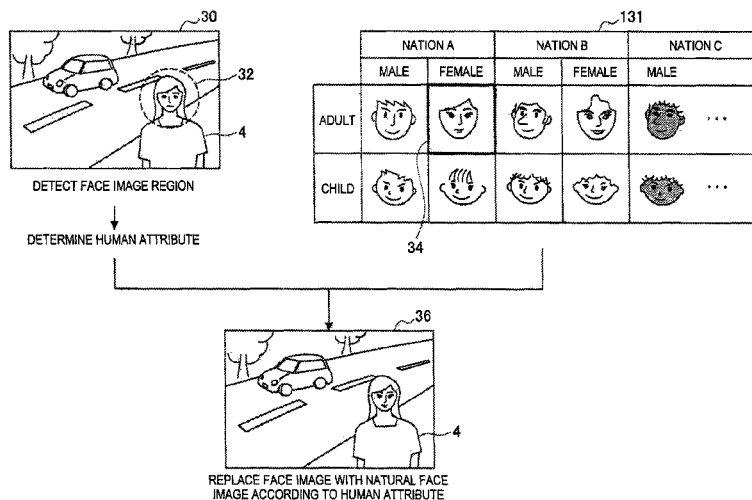 30
32
4
DETECT FACE IMAGE REGION
DETERMINE HUMAN ATTRIBUTE
131
NATION A NATION B NATION C
MALE FEMALE MALE FEMALE MALE
ADULT ...
CHILD ...
34
36
4
REPLACE FACE IMAGE WITH NATURAL FACE
IMAGE ACCORDING TO HUMAN ATTRIBUTE